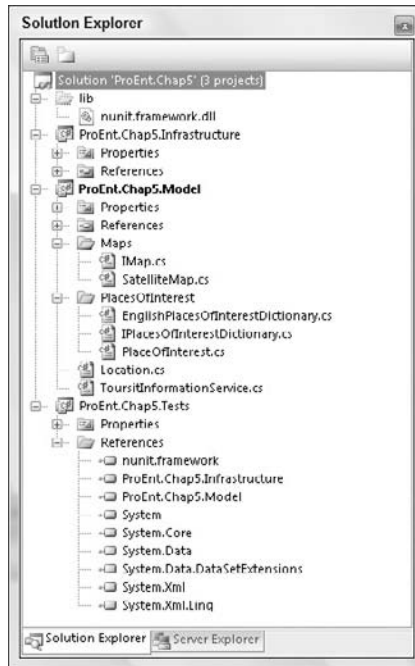 Solution Explorer
Solution 'ProEnt.Chap5' (3 projects)
lib
nunit.framework.dll
ProEnt.Chap5.Infrastructure
Properties
References
ProEnt.Chap5.Model
Properties
References
Maps
IMap.cs
SatelliteMap.cs
PlacesOfInterest
EnglishPlacesOfInterestDictionary.cs
IPlacesOfInterestDictionary.cs
PlaceOfInterest.cs
Location.cs
ToursitInformationService.cs
ProEnt.Chap5.Tests
Properties
References
nunit.framework
ProEnt.Chap5.Infrastructure
ProEnt.Chap5.Model
System
System.Core
System.Data
System.Data.DataSetExtensions
System.Xml
System.Xml.Linq
Solution Explorer Server Explorer